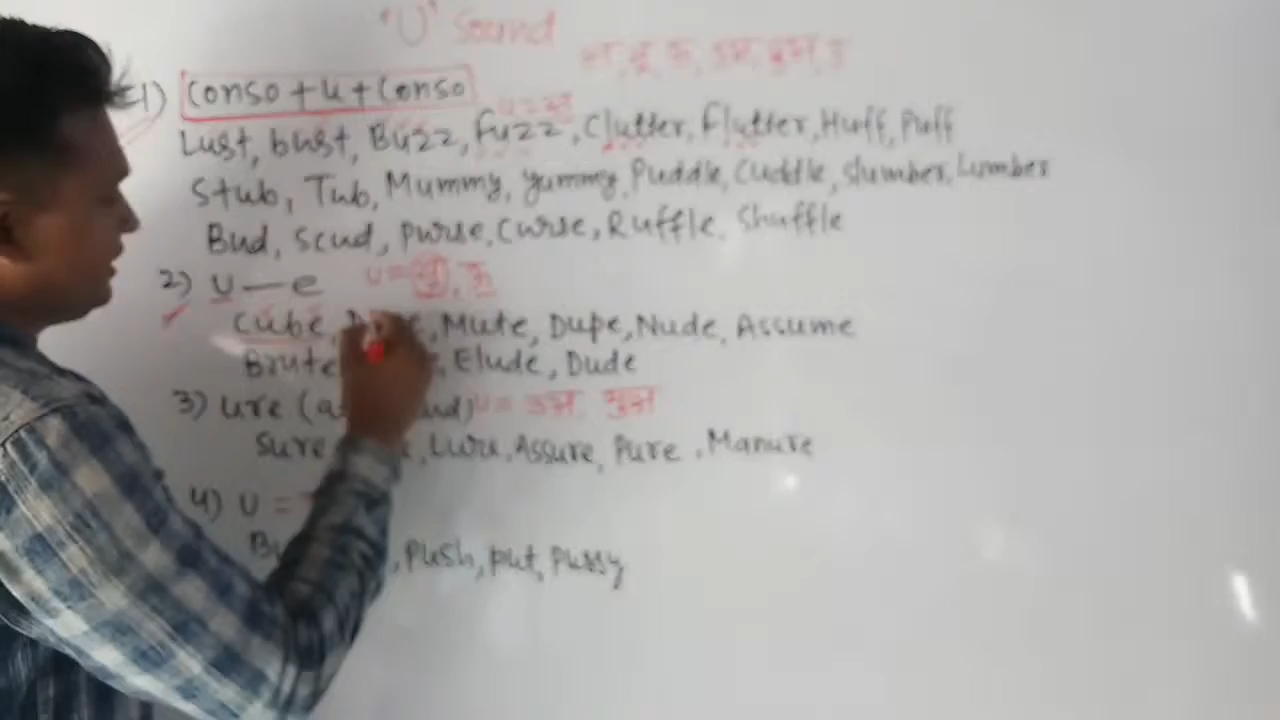 "U" Sound
1) Conso + u + Conso
Lust, bust, Buzz, Fuzz, Clutter, Flutter, Huff, Puff
Stub, Tub, Mummy, yummy, Puddle, Cuddle, slumber, Lumber
Bud, Scud, purse, Curse, Ruffle, Shuffle
2) u — e u = यू, ऊ
Cube, Mute, Dupe, Nude, Assume
Brute Elude, Dude
3) ure u =
Sure Lure, Assure, Pure, Manure
4) u =
Push, put, pussy